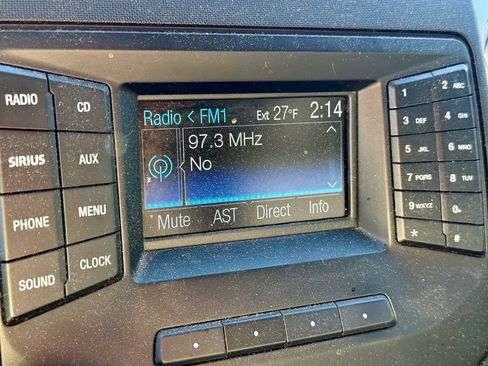 RADIO
CD
SIRIUS
AUX
PHONE
MENU
SOUND
CLOCK
Radio < FM1 Ext 27°F 2:14
97.3 MHz
No
Mute AST Direct Info
1
2 ABC
3 DEF
4 GHI
5 JKL
6 MNO
7 PQRS
8 TUV
9 WXYZ
0+
*
#